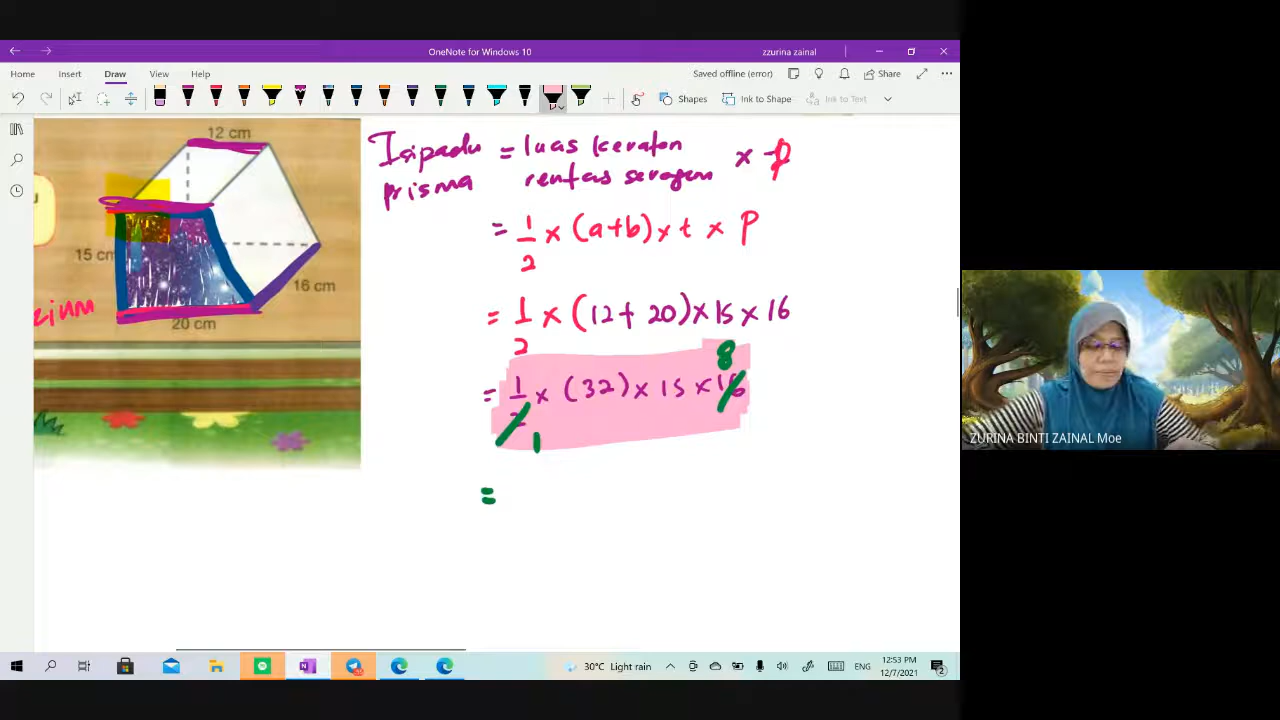 OneNote for Windows 10
zzurina zainal
Home Insert Draw View Help
Saved offline (error) Share
Shapes Ink to Shape Ink to Text
12 cm
15 cm
16 cm
20 cm
zium
Isipadu prisma = luas keratan rentas seragam × p
= 1/2 × (a+b) × t × p
= 1/2 × (12 + 20) × 15 × 16
8
= 1/2 × (32) × 15 × 16
1
=
ZURINA BINTI ZAINAL Moe
30°C Light rain
ENG
12:53 PM
12/7/2021
2